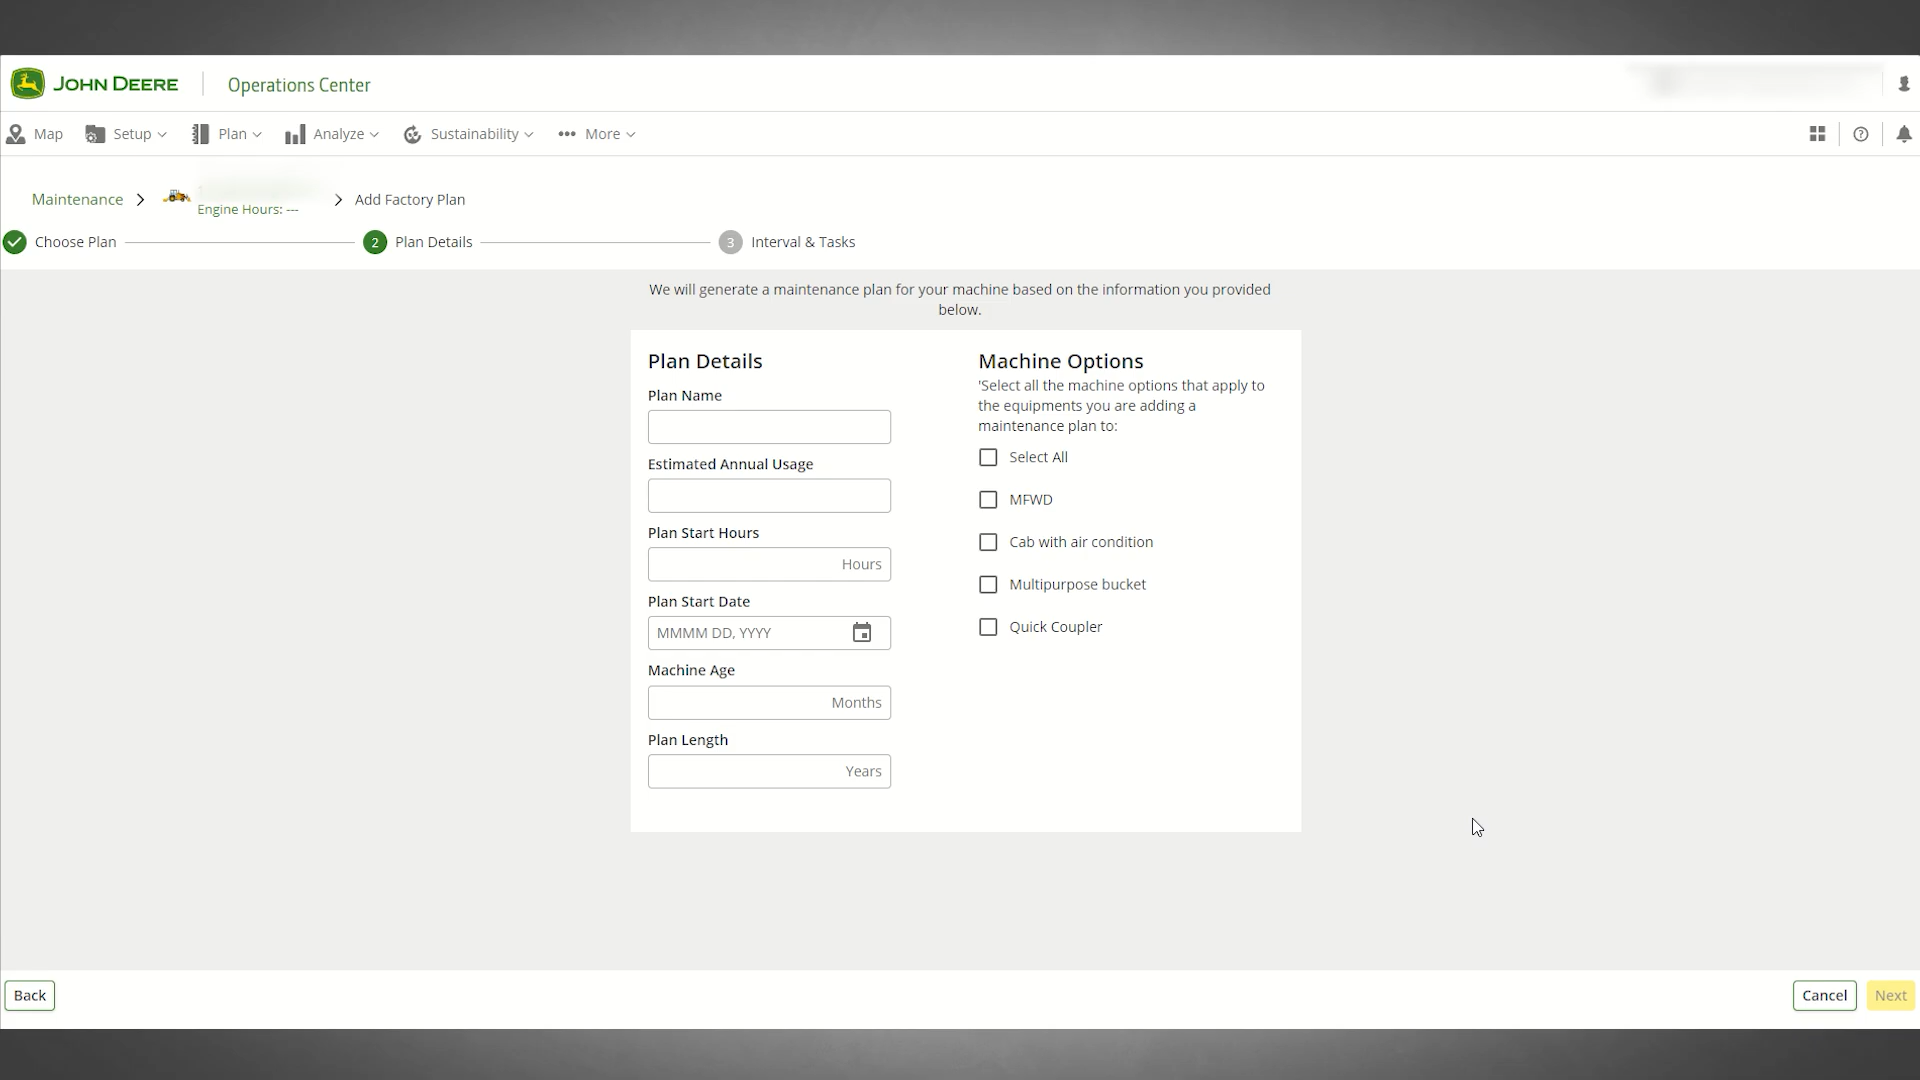 JOHN DEERE
Operations Center
Map
Setup
Plan
Analyze
Sustainability
More
Maintenance
Engine Hours: ---
Add Factory Plan
Choose Plan
2
Plan Details
3
Interval & Tasks
We will generate a maintenance plan for your machine based on the information you provided
below.
Plan Details
Plan Name
Estimated Annual Usage
Plan Start Hours
Hours
Plan Start Date
MMMM DD, YYYY
Machine Age
Months
Plan Length
Years
Machine Options
'Select all the machine options that apply to
the equipments you are adding a
maintenance plan to:
Select All
MFWD
Cab with air condition
Multipurpose bucket
Quick Coupler
Back
Cancel
Next